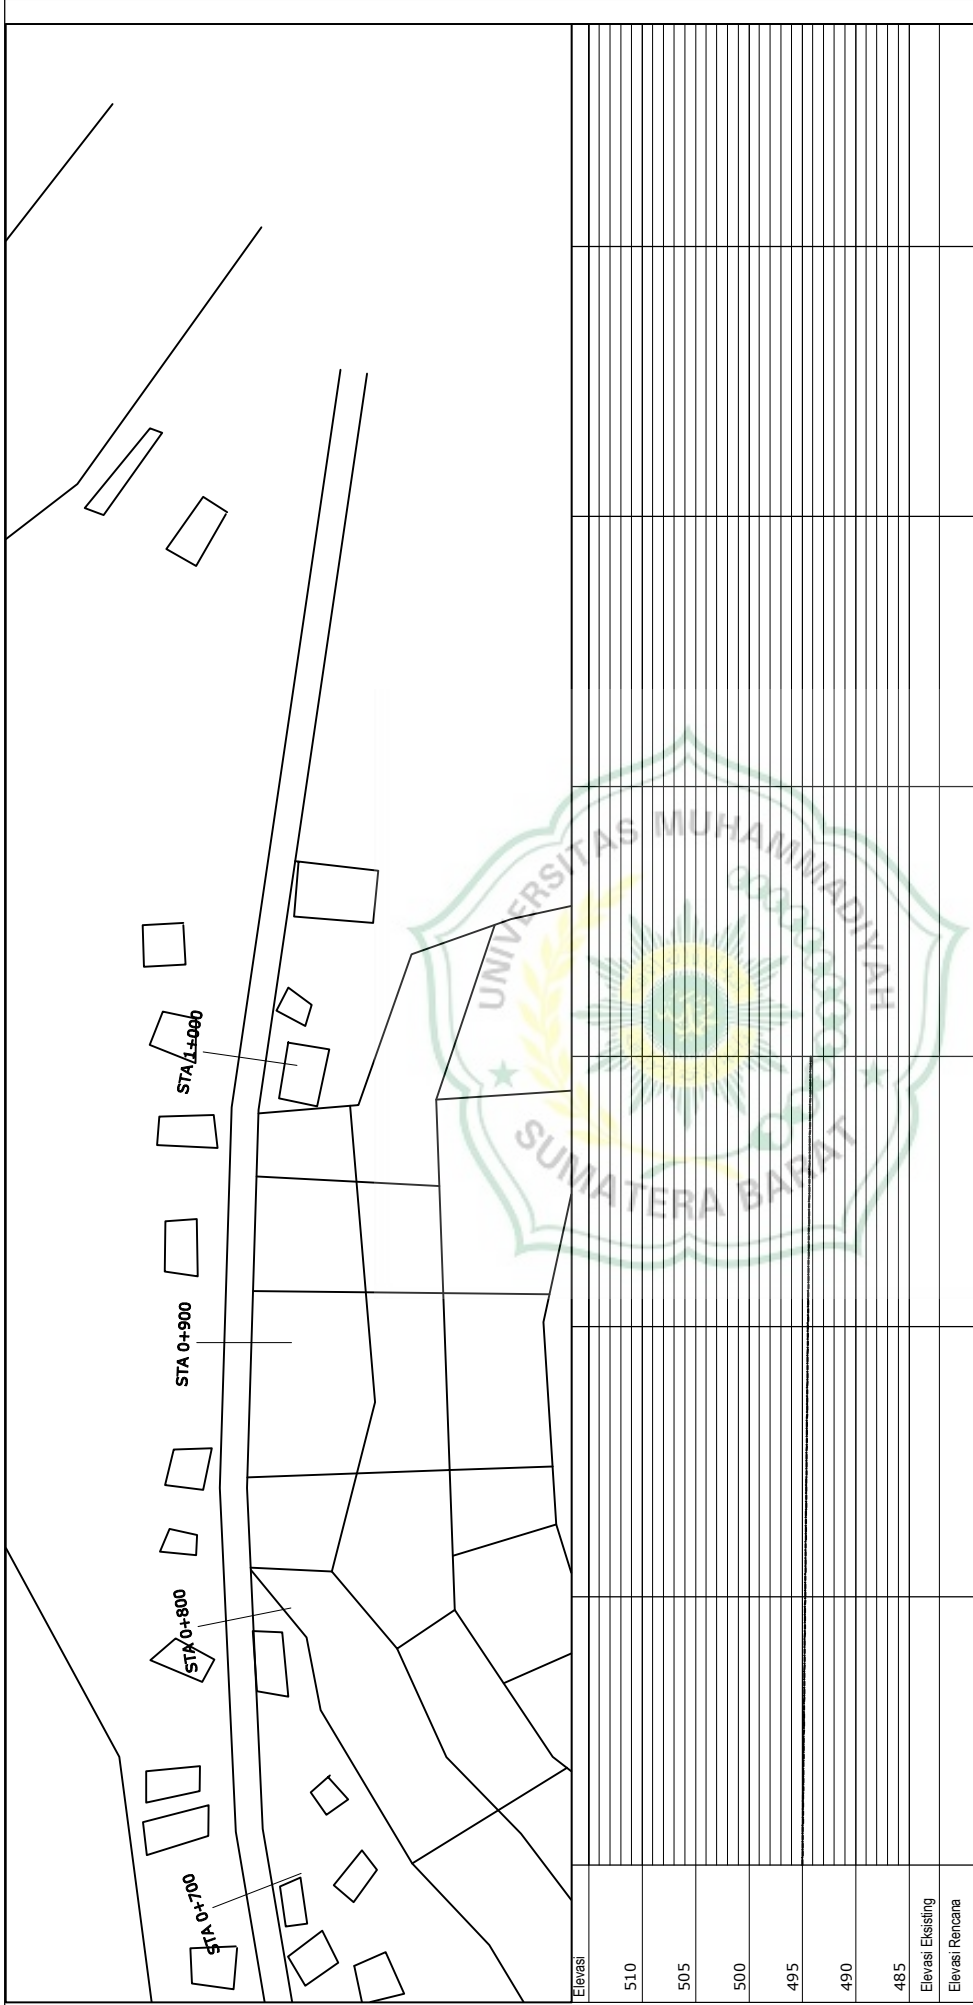 STA 1+000
STA 0+900
STA 0+800
STA 0+700
UNIVERSITAS MUHAMMADIYAH
SUMATERA BARAT
Elevasi
510
505
500
495
490
485
Elevasi Eksisting
Elevasi Rencana